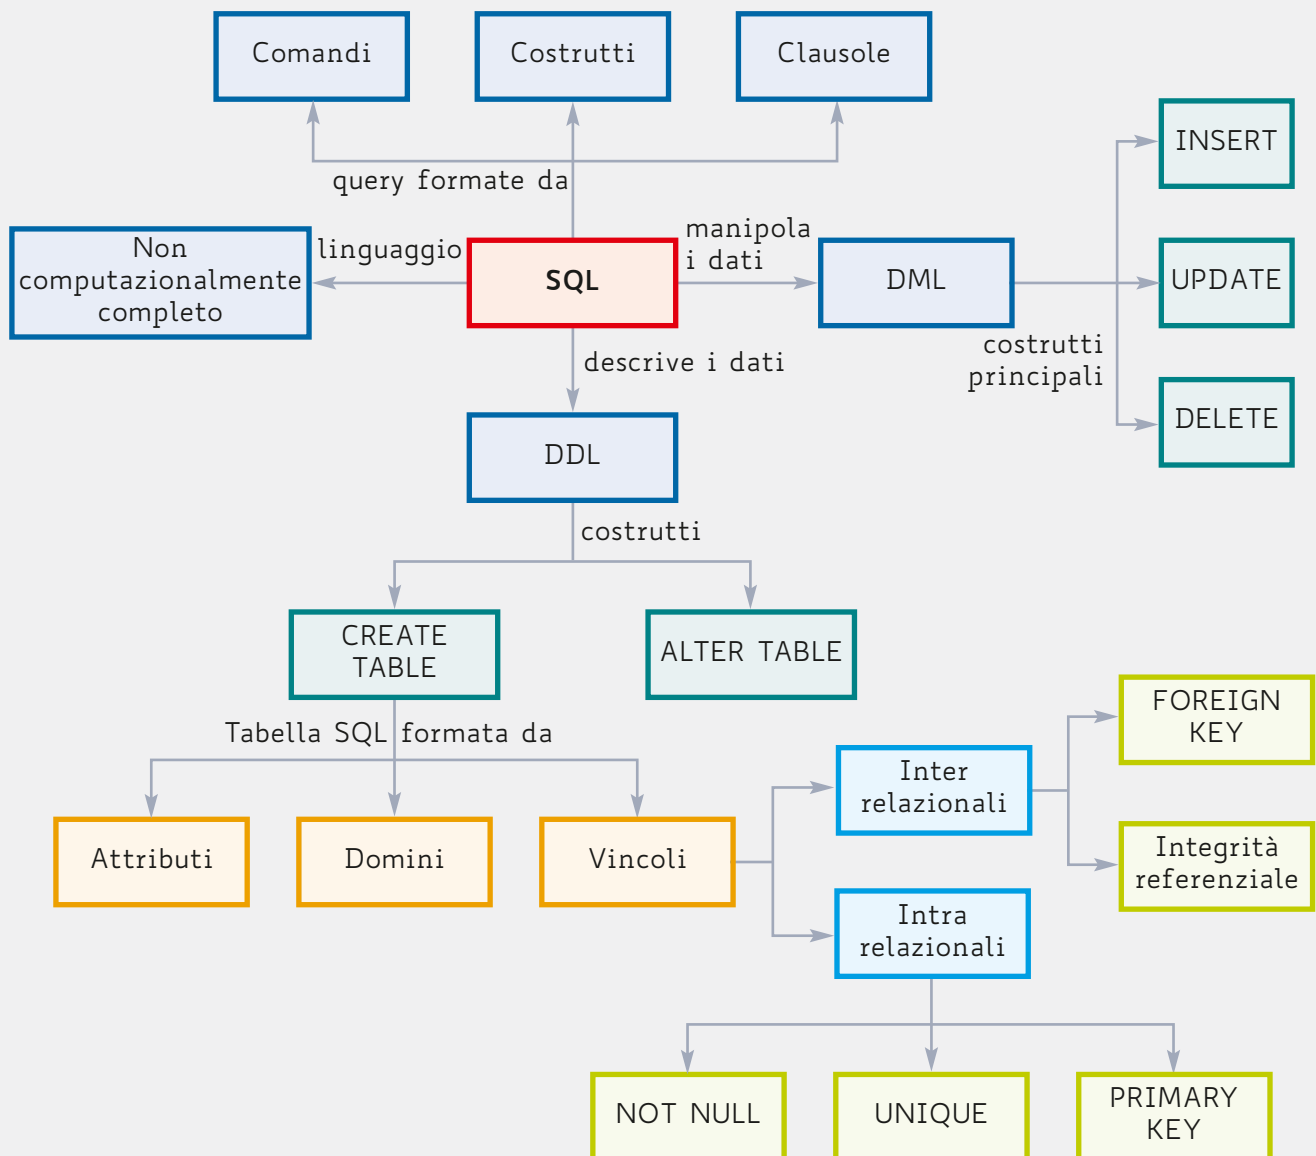 Comandi
Costrutti
Clausole
INSERT
query formate da
Non
computazionalmente
completo
linguaggio
SQL
manipola
i dati
DML
UPDATE
costrutti
principali
descrive i dati
DELETE
DDL
costrutti
CREATE
TABLE
ALTER TABLE
Tabella SQL formata da
FOREIGN
KEY
Inter
relazionali
Attributi
Domini
Vincoli
Integrità
referenziale
Intra
relazionali
NOT NULL
UNIQUE
PRIMARY
KEY